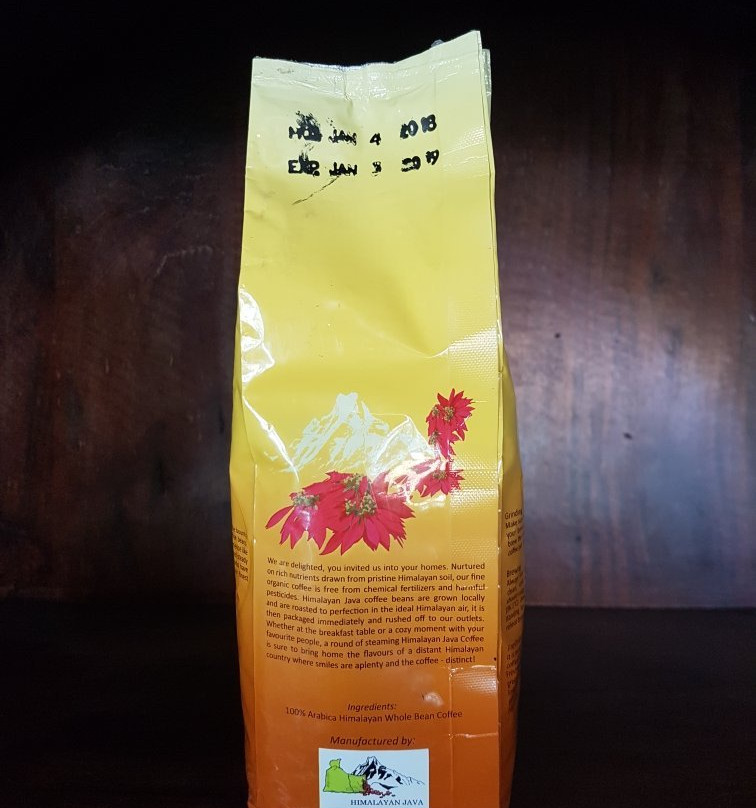 JAN 4 2018
EXP. JAN 3 2019
We are delighted, you invited us into your homes. Nurtured
on rich nutrients drawn from pristine Himalayan soil, our fine
organic coffee is free from chemical fertilizers and harmful
pesticides. Himalayan Java coffee beans are grown locally
and are roasted to perfection in the ideal Himalayan air, it is
then packaged immediately and rushed off to our outlets.
Whether at the breakfast table or a cozy moment with your
favourite people, a round of steaming Himalayan Java Coffee
is sure to bring home the flavours of a distant Himalayan
country where smiles are aplenty and the coffee - distinct!
Ingredients:
100% Arabica Himalayan Whole Bean Coffee
Manufactured by:
HIMALAYAN JAVA